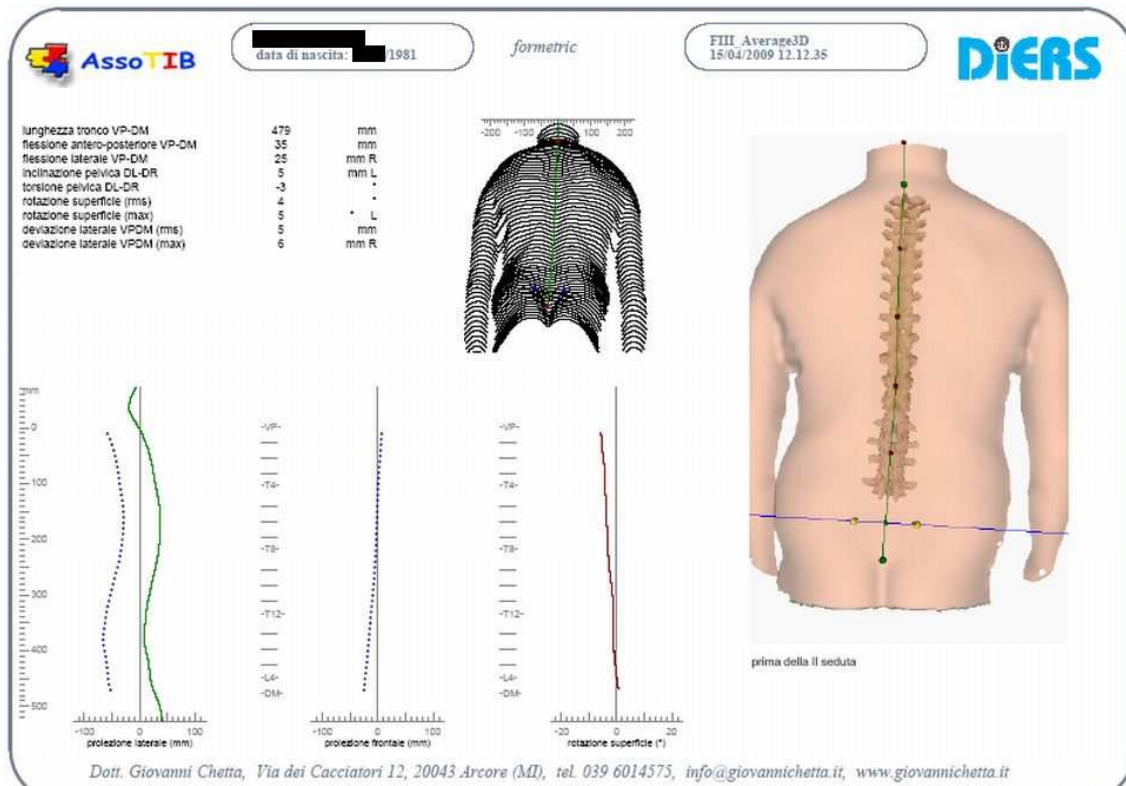 AssoTIB
data di nascita: /1981
formetric
FIII_Average3D
15/04/2009 12.12.35
DiERS
lunghezza tronco VP-DM 479 mm
flessione antero-posteriore VP-DM 35 mm
flessione laterale VP-DM 25 mm R
inclinazione pelvica DL-DR 5 mm L
torsione pelvica DL-DR -3 °
rotazione superficie (rms) 4 °
rotazione superficie (max) 5 ° L
deviazione laterale VPDM (rms) 5 mm
deviazione laterale VPDM (max) 6 mm R
-200 -100 0 100 200
mm
0
100
200
300
400
500
-100 0 100
proiezione laterale (mm)
-VP-
-T4-
-T8-
-T12-
-L4-
-DM-
-100 0 100
proiezione frontale (mm)
-VP-
-T4-
-T8-
-T12-
-L4-
-DM-
-20 0 20
rotazione superficie (°)
prima della II seduta
Dott. Giovanni Chetta, Via dei Cacciatori 12, 20043 Arcore (MI), tel. 039 6014575, info@giovannichetta.it, www.giovannichetta.it